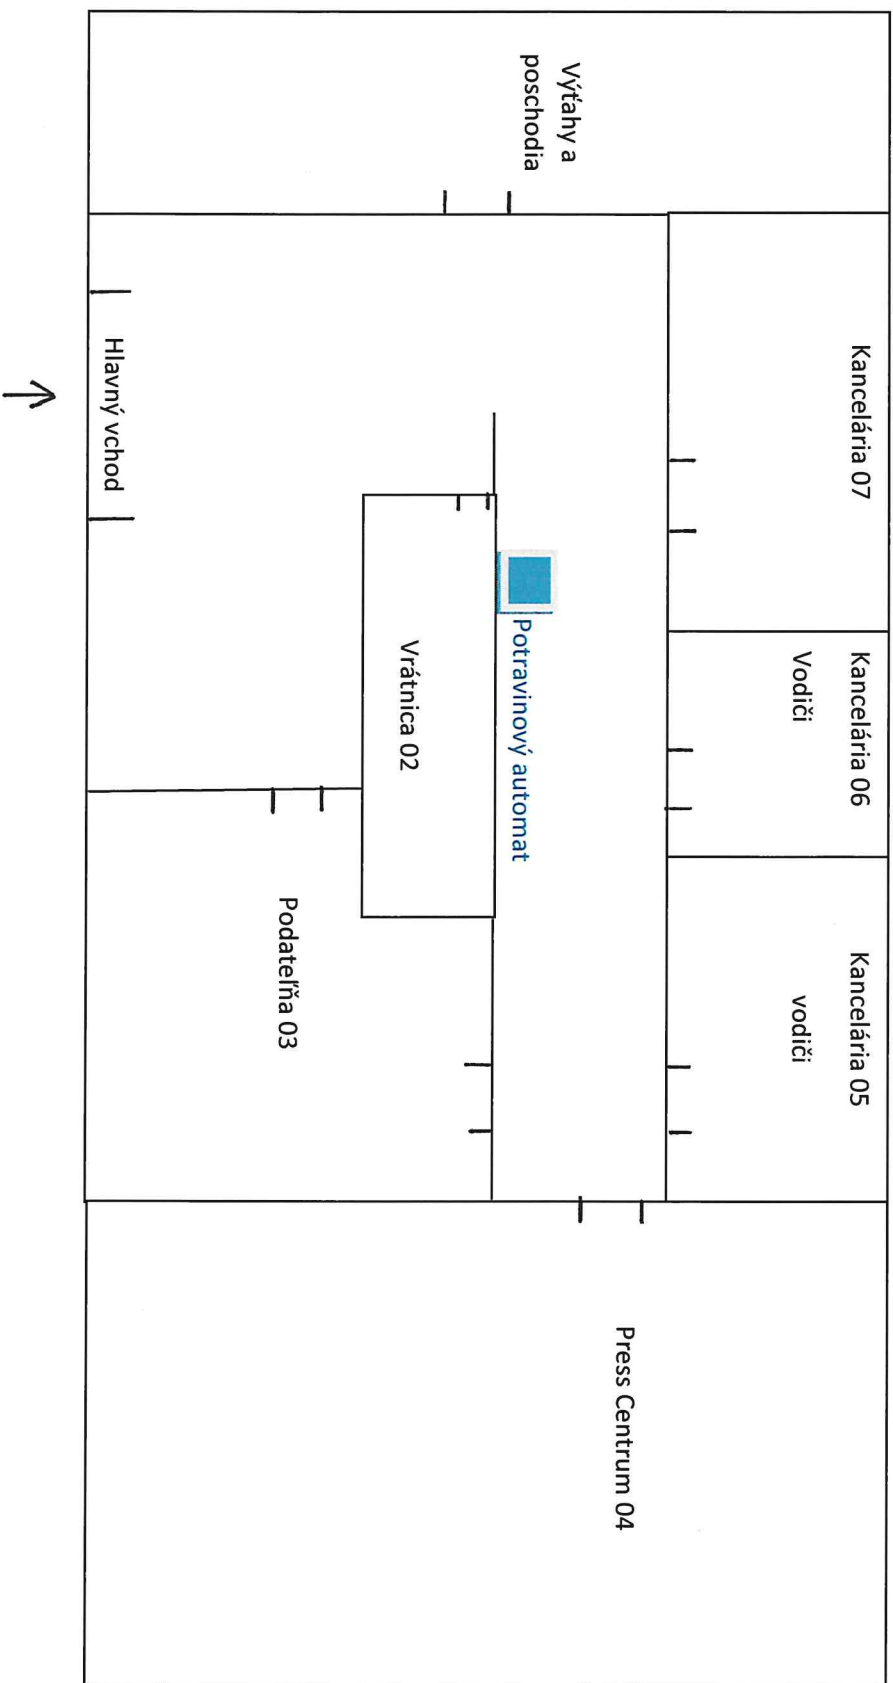 Kancelária 07
Kancelária 06
Vodiči
Kancelária 05
vodiči
Výťahy a
poschodia
Potravinový automat
Vrátnica 02
Podateľňa 03
Press Centrum 04
Hlavný vchod